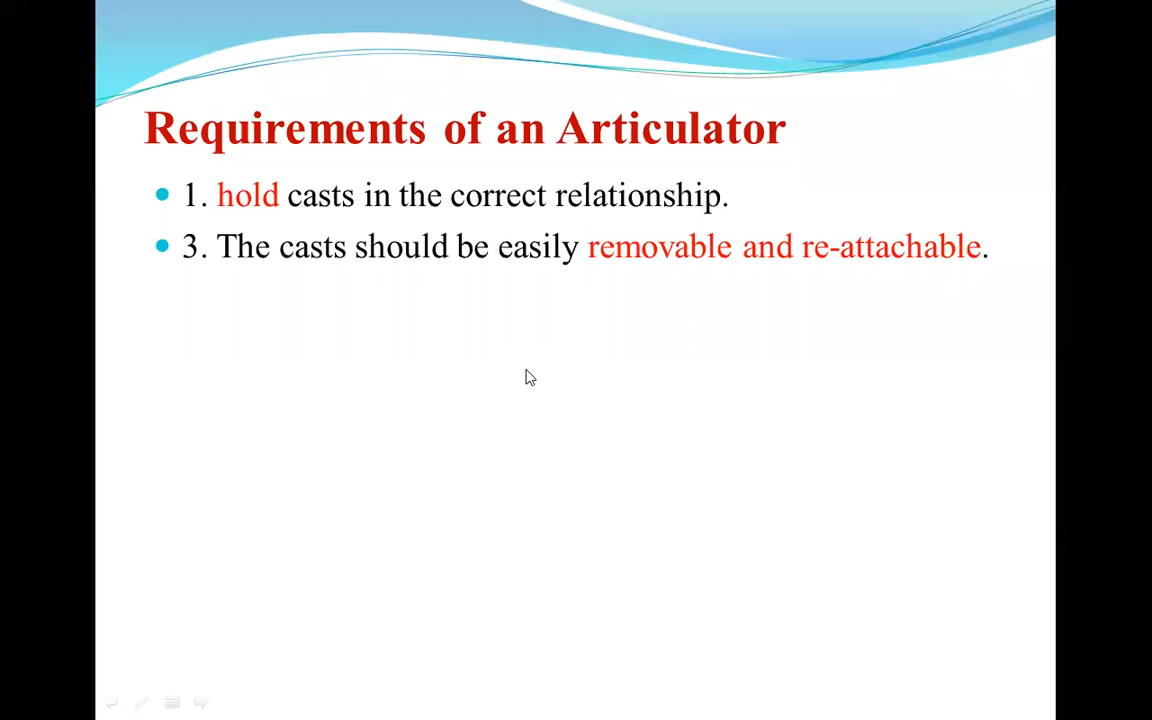 Requirements of an Articulator
1. hold casts in the correct relationship.
3. The casts should be easily removable and re-attachable.